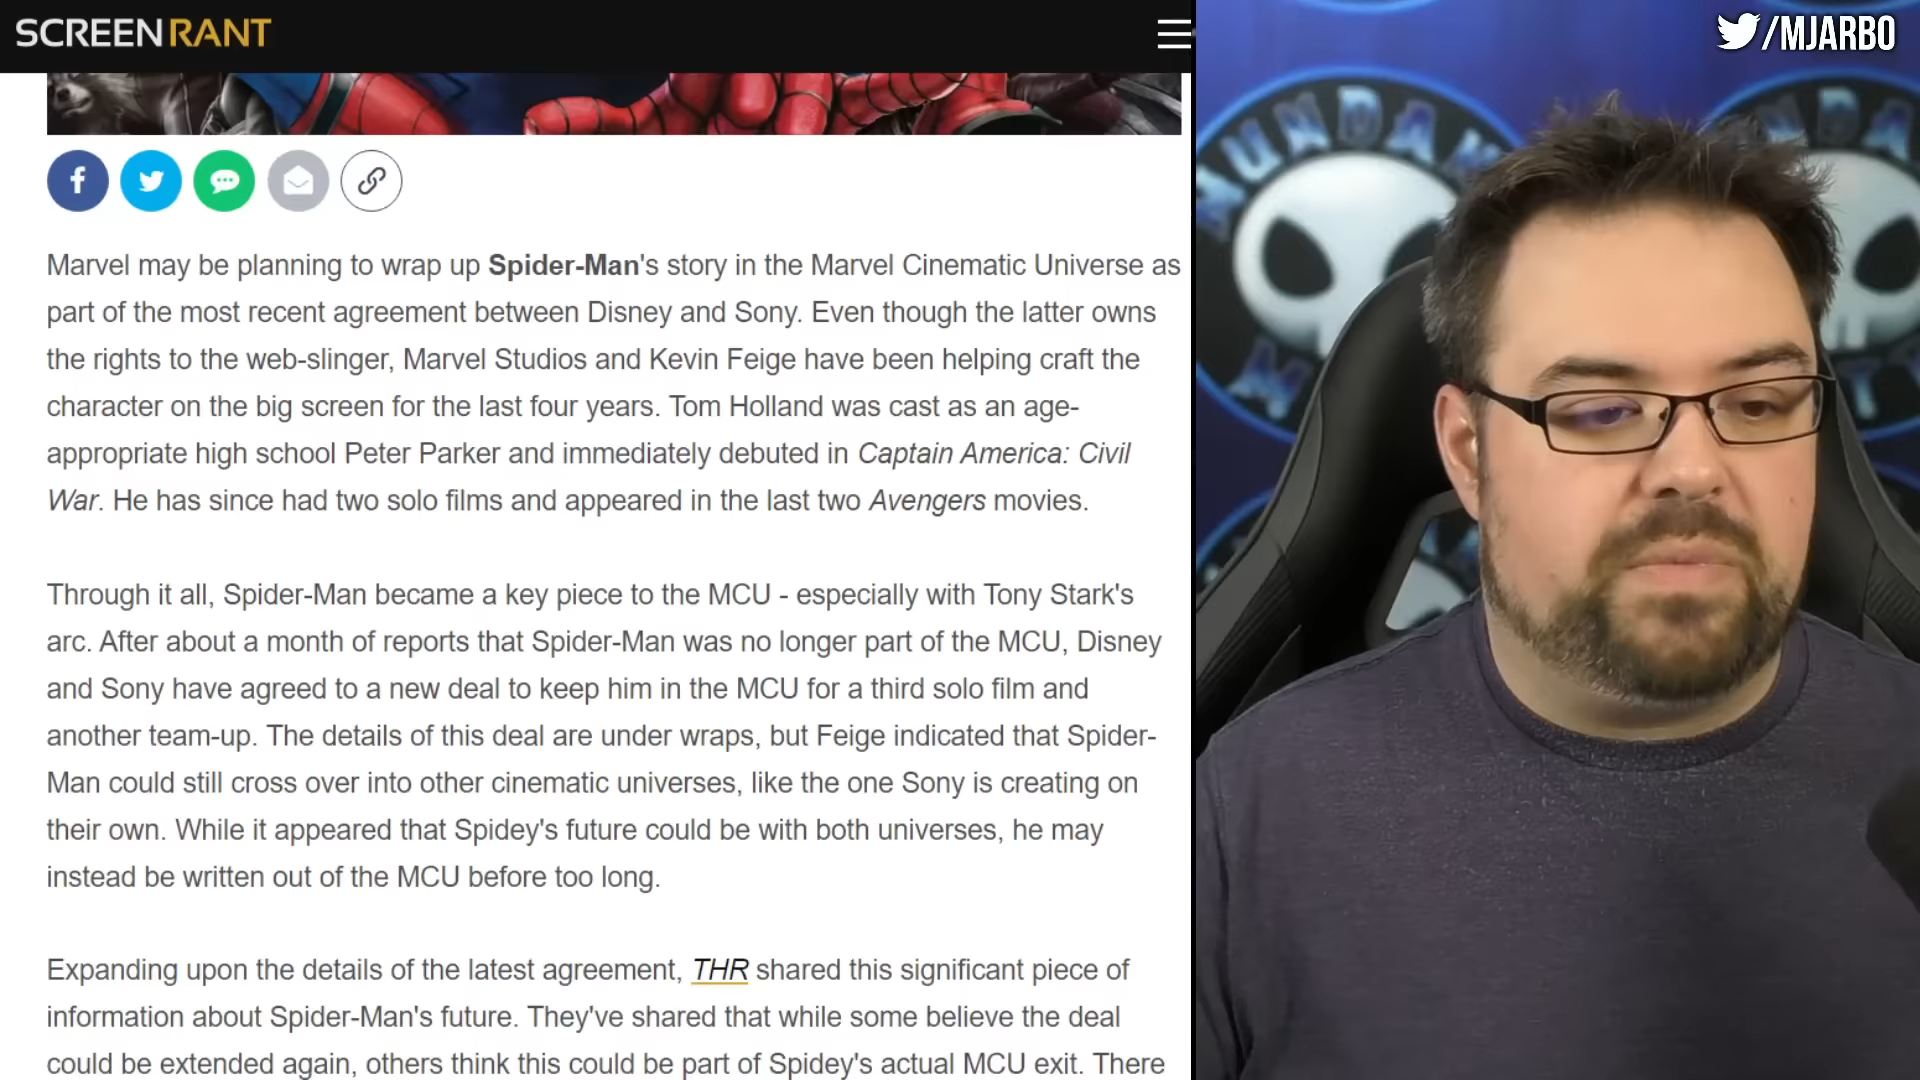 SCREENRANT
/MJARBO
Marvel may be planning to wrap up Spider-Man's story in the Marvel Cinematic Universe as
part of the most recent agreement between Disney and Sony. Even though the latter owns
the rights to the web-slinger, Marvel Studios and Kevin Feige have been helping craft the
character on the big screen for the last four years. Tom Holland was cast as an age-
appropriate high school Peter Parker and immediately debuted in Captain America: Civil
War. He has since had two solo films and appeared in the last two Avengers movies.
Through it all, Spider-Man became a key piece to the MCU - especially with Tony Stark's
arc. After about a month of reports that Spider-Man was no longer part of the MCU, Disney
and Sony have agreed to a new deal to keep him in the MCU for a third solo film and
another team-up. The details of this deal are under wraps, but Feige indicated that Spider-
Man could still cross over into other cinematic universes, like the one Sony is creating on
their own. While it appeared that Spidey's future could be with both universes, he may
instead be written out of the MCU before too long.
Expanding upon the details of the latest agreement, THR shared this significant piece of
information about Spider-Man's future. They've shared that while some believe the deal
could be extended again, others think this could be part of Spidey's actual MCU exit. There